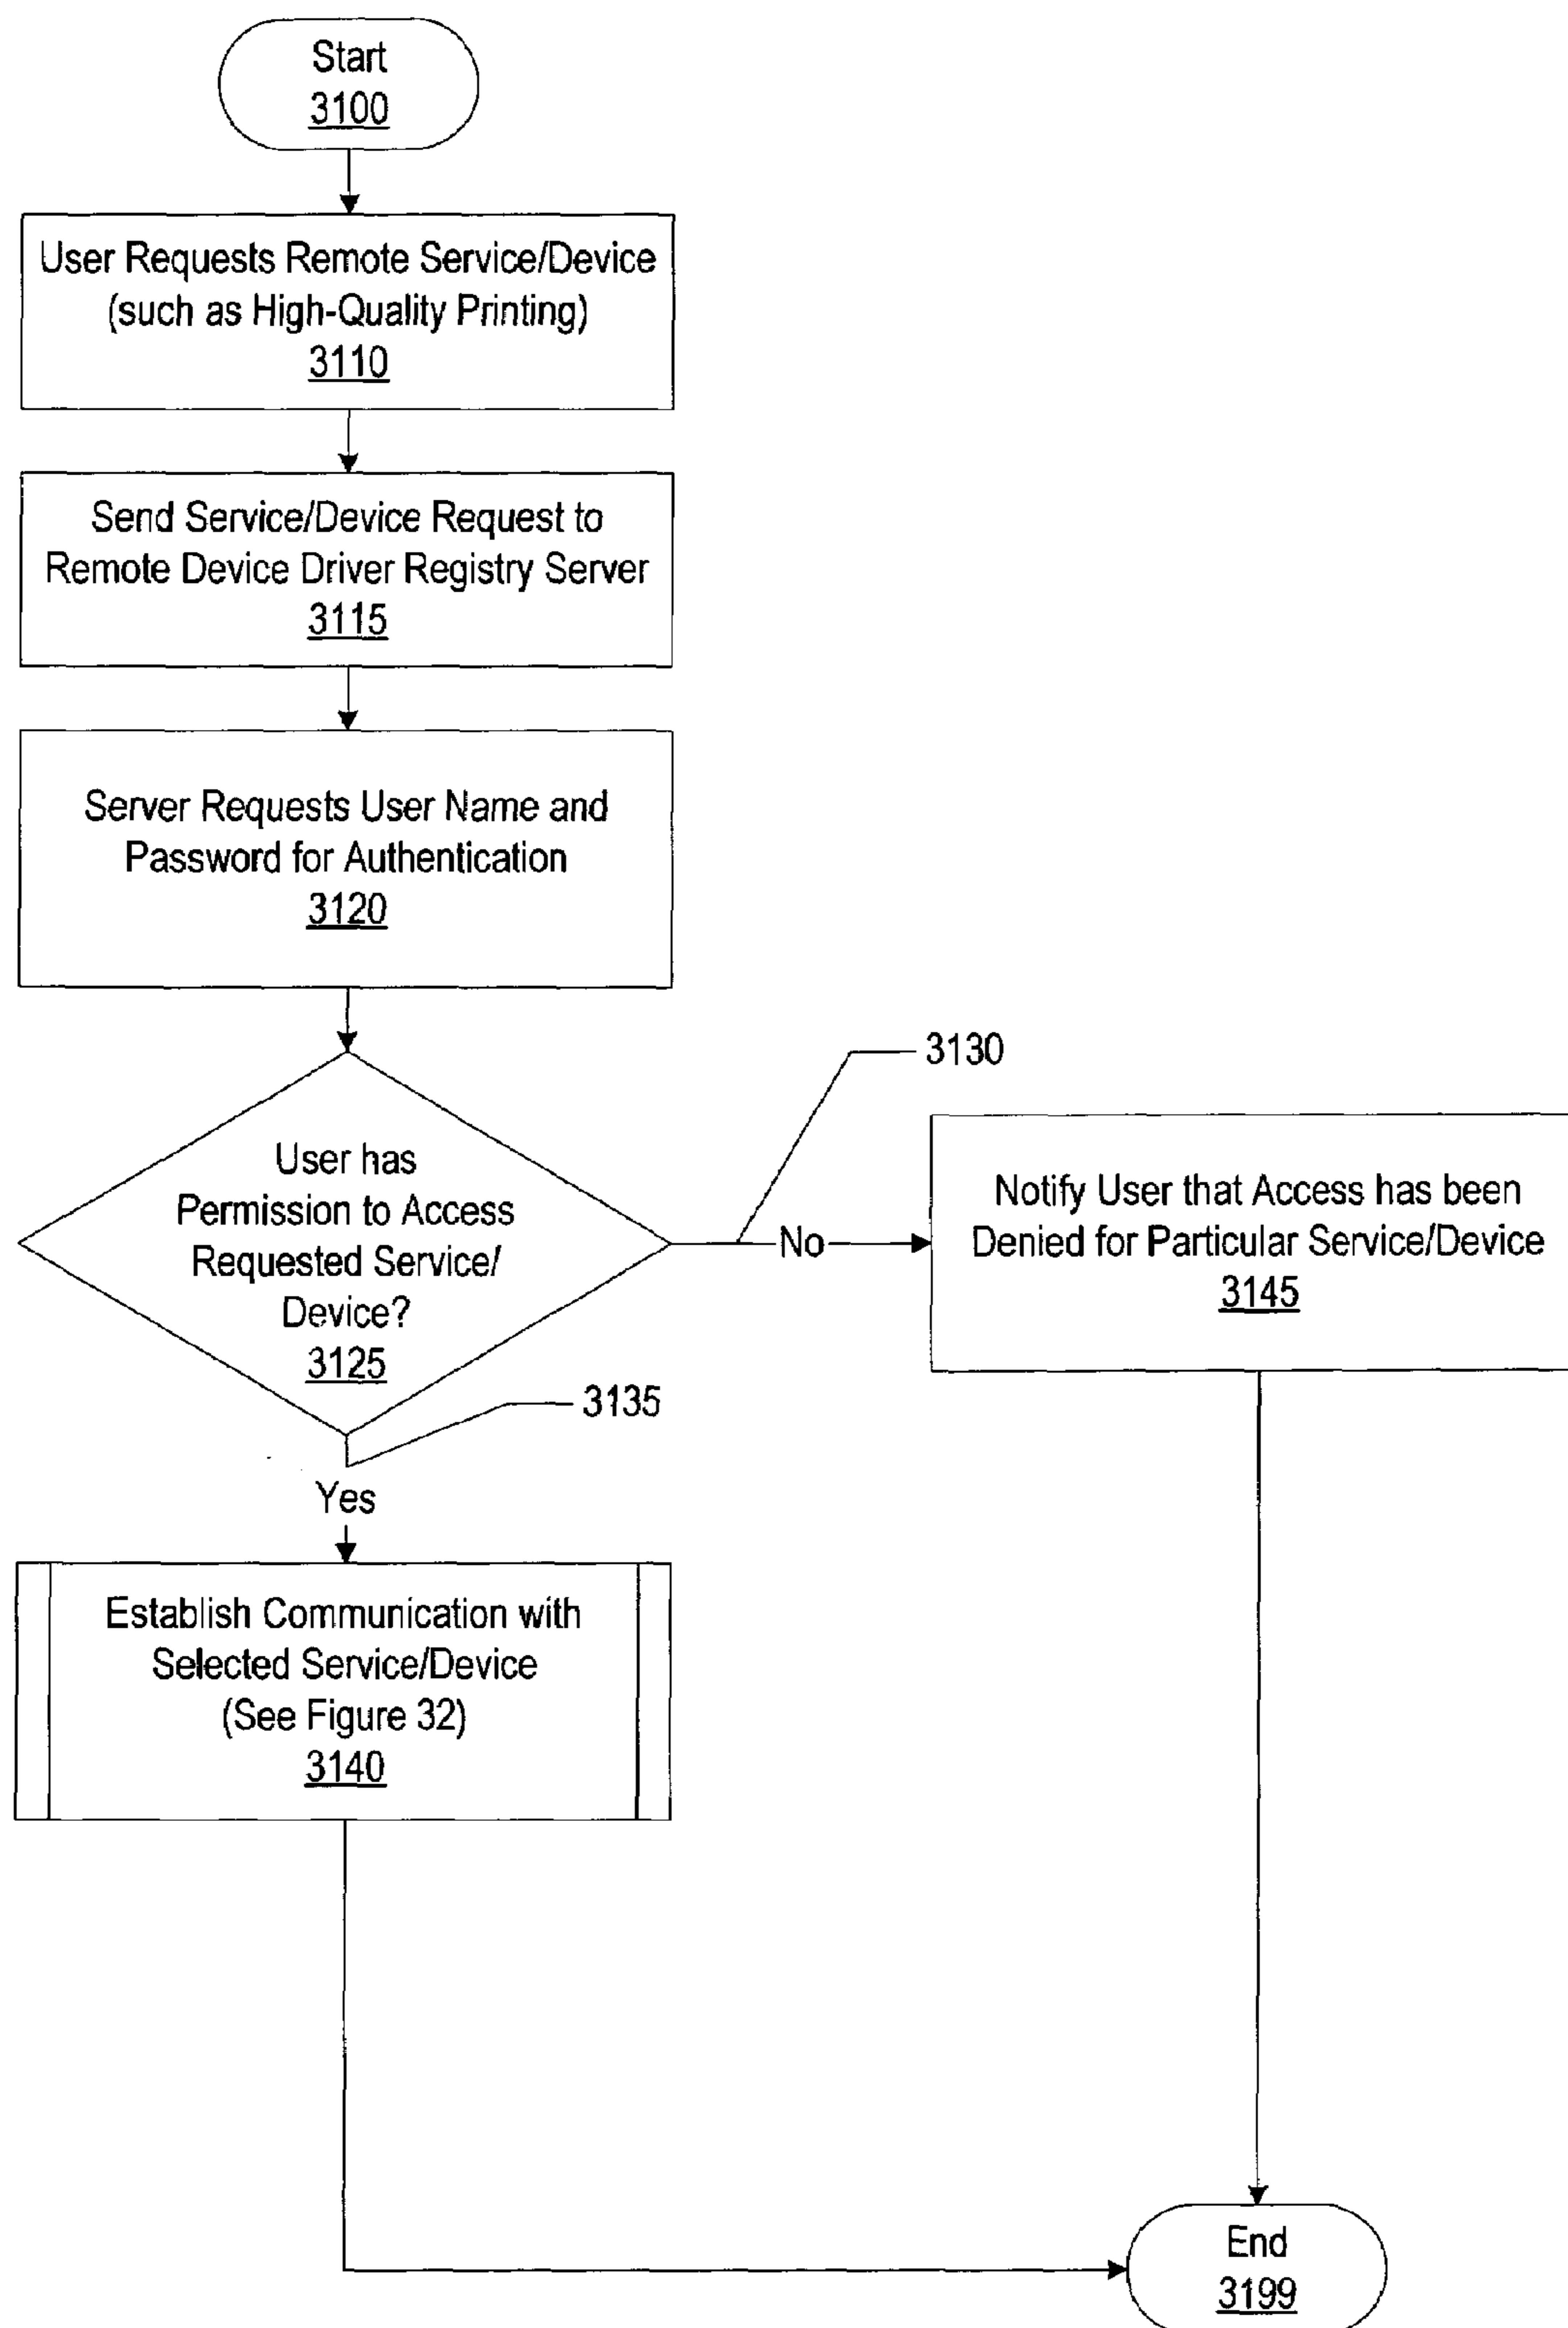 Start
3100
User Requests Remote Service/Device
(such as High-Quality Printing)
3110
Send Service/Device Request to
Remote Device Driver Registry Server
3115
Server Requests User Name and
Password for Authentication
3120
User has
Permission to Access
Requested Service/
Device?
3125
3130
No
Notify User that Access has been
Denied for Particular Service/Device
3145
3135
Yes
Establish Communication with
Selected Service/Device
(See Figure 32)
3140
End
3199